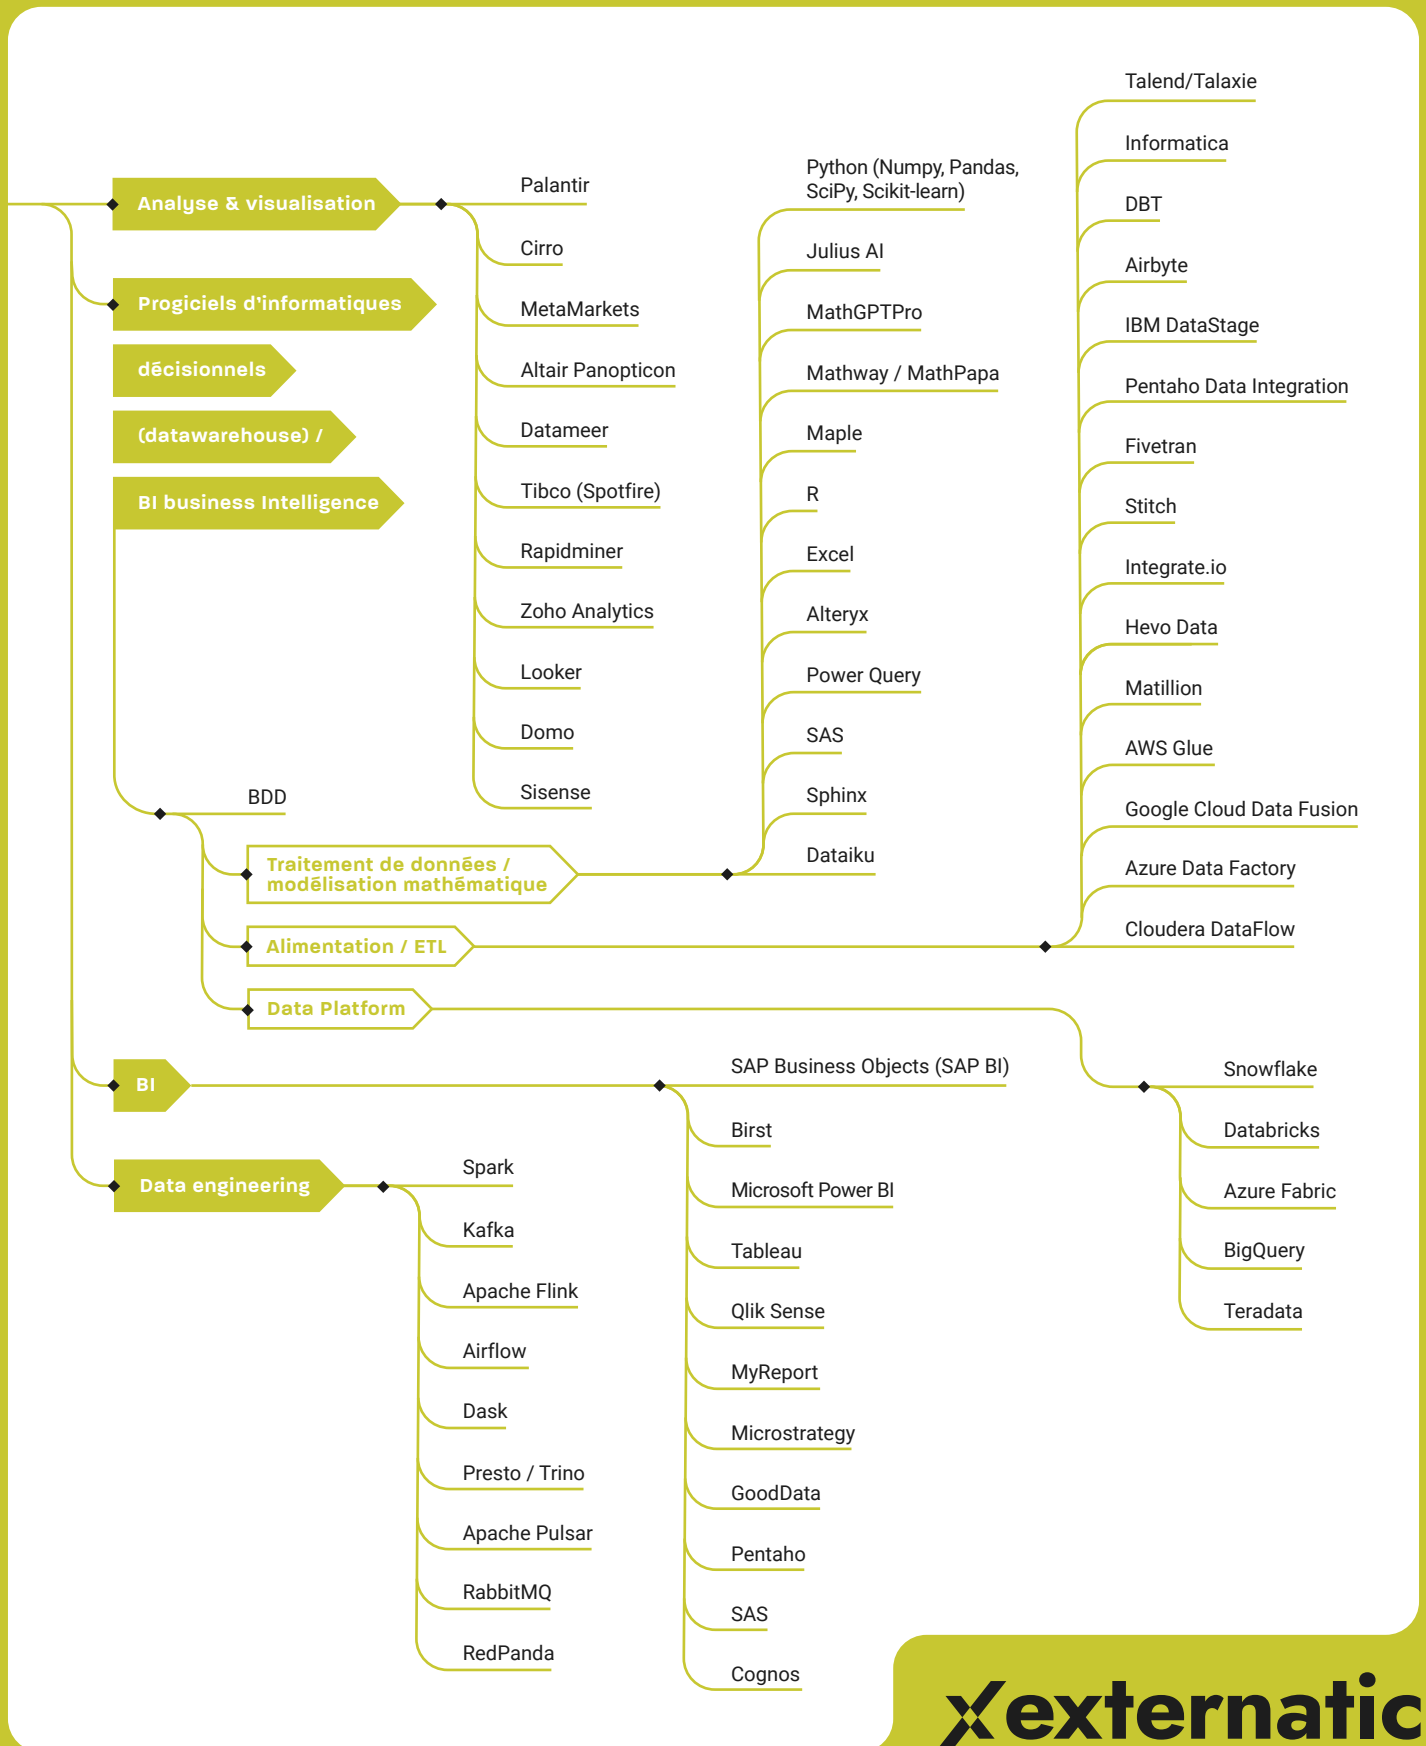 Analyse & visualisation
Palantir
Cirro
MetaMarkets
Altair Panopticon
Datameer
Tibco (Spotfire)
Rapidminer
Zoho Analytics
Looker
Domo
Sisense
Progiciels d'informatiques
décisionnels
(datawarehouse) /
BI business Intelligence
BDD
Traitement de données /
modélisation mathématique
Python (Numpy, Pandas,
SciPy, Scikit-learn)
Julius AI
MathGPTPro
Mathway / MathPapa
Maple
R
Excel
Alteryx
Power Query
SAS
Sphinx
Dataiku
Alimentation / ETL
Talend/Talaxie
Informatica
DBT
Airbyte
IBM DataStage
Pentaho Data Integration
Fivetran
Stitch
Integrate.io
Hevo Data
Matillion
AWS Glue
Google Cloud Data Fusion
Azure Data Factory
Cloudera DataFlow
Data Platform
Snowflake
Databricks
Azure Fabric
BigQuery
Teradata
BI
SAP Business Objects (SAP BI)
Birst
Microsoft Power BI
Tableau
Qlik Sense
MyReport
Microstrategy
GoodData
Pentaho
SAS
Cognos
Data engineering
Spark
Kafka
Apache Flink
Airflow
Dask
Presto / Trino
Apache Pulsar
RabbitMQ
RedPanda
externatic